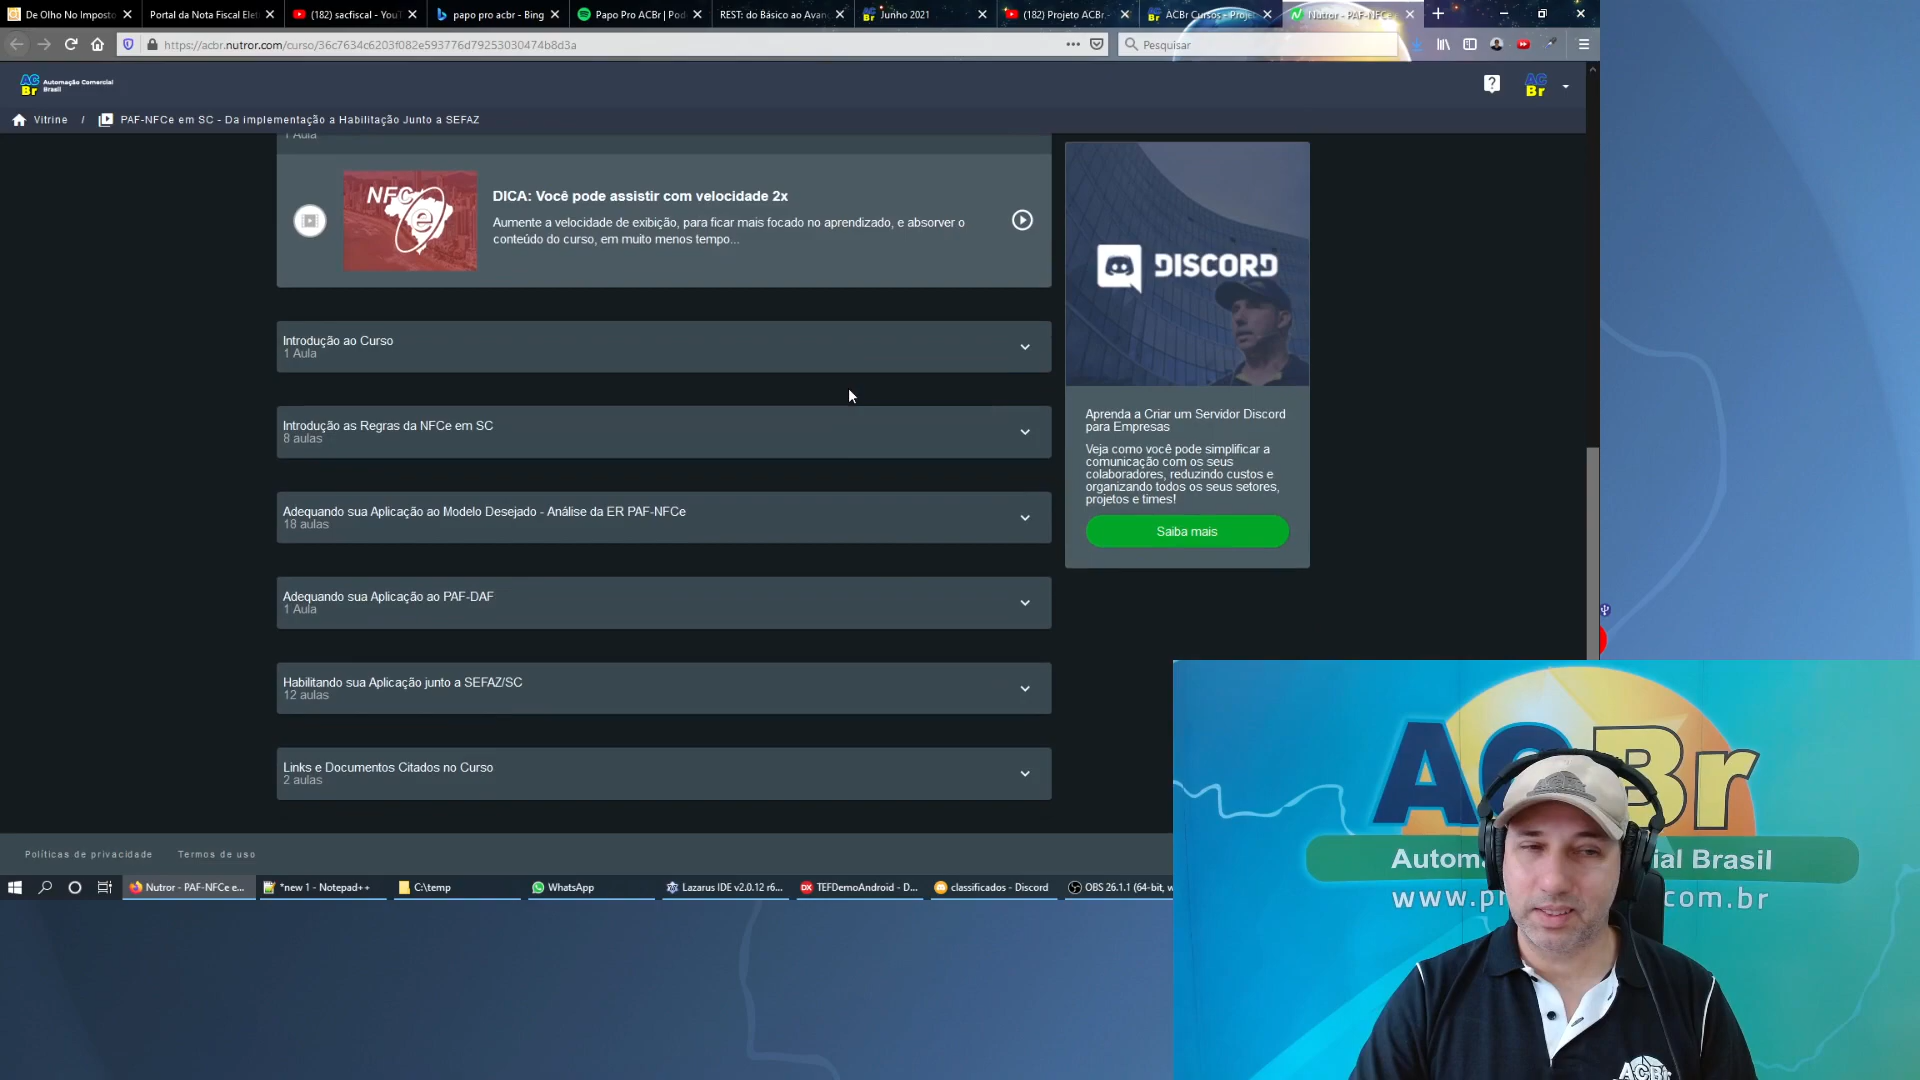 De Olho No Imposto
Portal da Nota Fiscal Elet
(182) sacfiscal - YouT
papo pro acbr - Bing
Papo Pro ACBr | Pod
REST: do Básico ao Avan
Junho 2021
(182) Projeto ACBr -
ACBr Cursos - Proje
Nutror - PAF-NFCe
https://acbr.nutror.com/curso/36c7634c6203f082e593776d79253030474b8d3a
Pesquisar
AC
Br
Automação Comercial
Brasil
AC
Br
Vitrine / PAF-NFCe em SC - Da implementação a Habilitação Junto a SEFAZ
1 Aula
NFC
e
DICA: Você pode assistir com velocidade 2x
Aumente a velocidade de exibição, para ficar mais focado no aprendizado, e absorver o
conteúdo do curso, em muito menos tempo...
Introdução ao Curso
1 Aula
Introdução as Regras da NFCe em SC
8 aulas
Adequando sua Aplicação ao Modelo Desejado - Análise da ER PAF-NFCe
18 aulas
Adequando sua Aplicação ao PAF-DAF
1 Aula
Habilitando sua Aplicação junto a SEFAZ/SC
12 aulas
Links e Documentos Citados no Curso
2 aulas
DISCORD
Aprenda a Criar um Servidor Discord
para Empresas
Veja como você pode simplificar a
comunicação com os seus
colaboradores, reduzindo custos e
organizando todos os seus setores,
projetos e times!
Saiba mais
Políticas de privacidade
Termos de uso
Nutror - PAF-NFCe e...
*new 1 - Notepad++
C:\temp
WhatsApp
Lazarus IDE v2.0.12 r6...
TEFDemoAndroid - D...
classificados - Discord
OBS 26.1.1 (64-bit, w
ACBr
Autom ial Brasil
www.pr com.br
ACBr